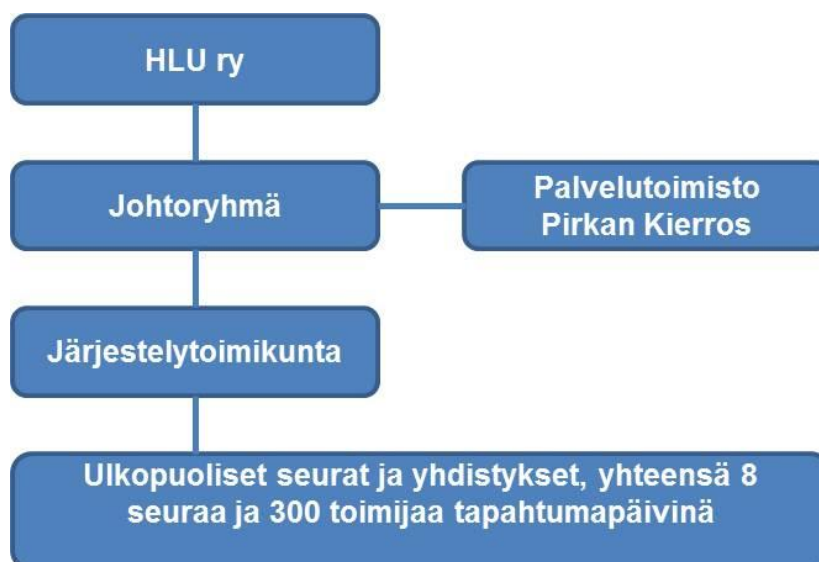 HLU ry
Johtoryhmä
Palvelutoimisto
Pirkan Kierros
Järjestelytoimikunta
Ulkopuoliset seurat ja yhdistykset, yhteensä 8
seuraa ja 300 toimijaa tapahtumapäivinä